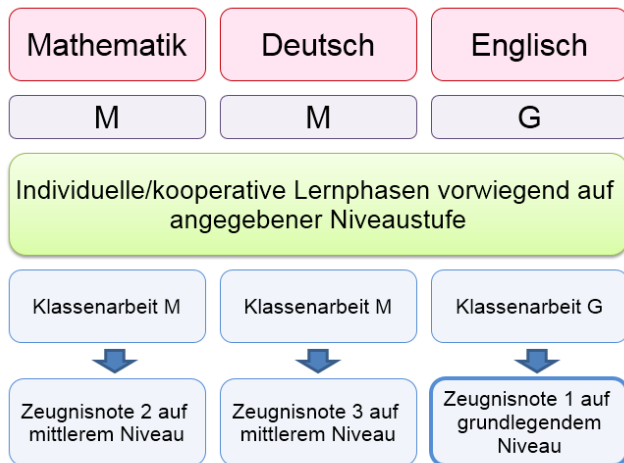 Mathematik
Deutsch
Englisch
M
M
G
Individuelle/kooperative Lernphasen vorwiegend auf
angegebener Niveaustufe
Klassenarbeit M
Klassenarbeit M
Klassenarbeit G
Zeugnisnote 2 auf
mittlerem Niveau
Zeugnisnote 3 auf
mittlerem Niveau
Zeugnisnote 1 auf
grundlegendem
Niveau